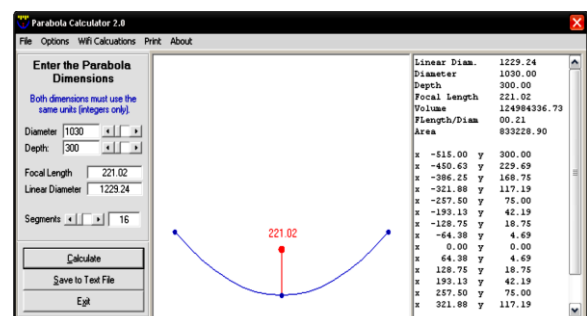 Parabola Calculator 2.0
File Options Wifi Calcuations Print About
Enter the Parabola
Dimensions
Both dimensions must use the
same units (integers only).
Diameter 1030
Depth: 300
Focal Length 221.02
Linear Diameter 1229.24
Segments 16
Calculate
Save to Text File
Exit
221.02
Linear Diam. 1229.24
Diameter 1030.00
Depth 300.00
Focal Length 221.02
Volume 124984336.73
FLength/Diam 00.21
Area 833228.90
x -515.00 y 300.00
x -450.63 y 229.69
x -386.25 y 168.75
x -321.88 y 117.19
x -257.50 y 75.00
x -193.13 y 42.19
x -128.75 y 18.75
x -64.38 y 4.69
x 0.00 y 0.00
x 64.38 y 4.69
x 128.75 y 18.75
x 193.13 y 42.19
x 257.50 y 75.00
x 321.88 y 117.19